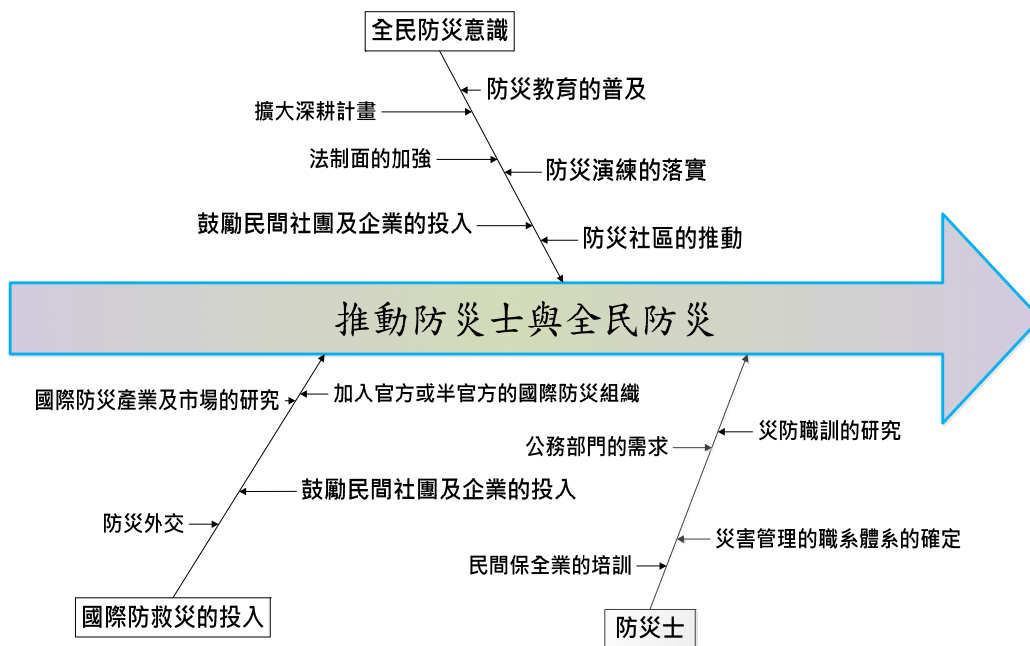 全民防災意識
防災教育的普及
擴大深耕計畫
法制面的加強
防災演練的落實
鼓勵民間社團及企業的投入
防災社區的推動
推動防災士與全民防災
國際防災產業及市場的研究
加入官方或半官方的國際防災組織
災防職訓的研究
公務部門的需求
鼓勵民間社團及企業的投入
防災外交
災害管理的職系體系的確定
民間保全業的培訓
國際防救災的投入
防災士